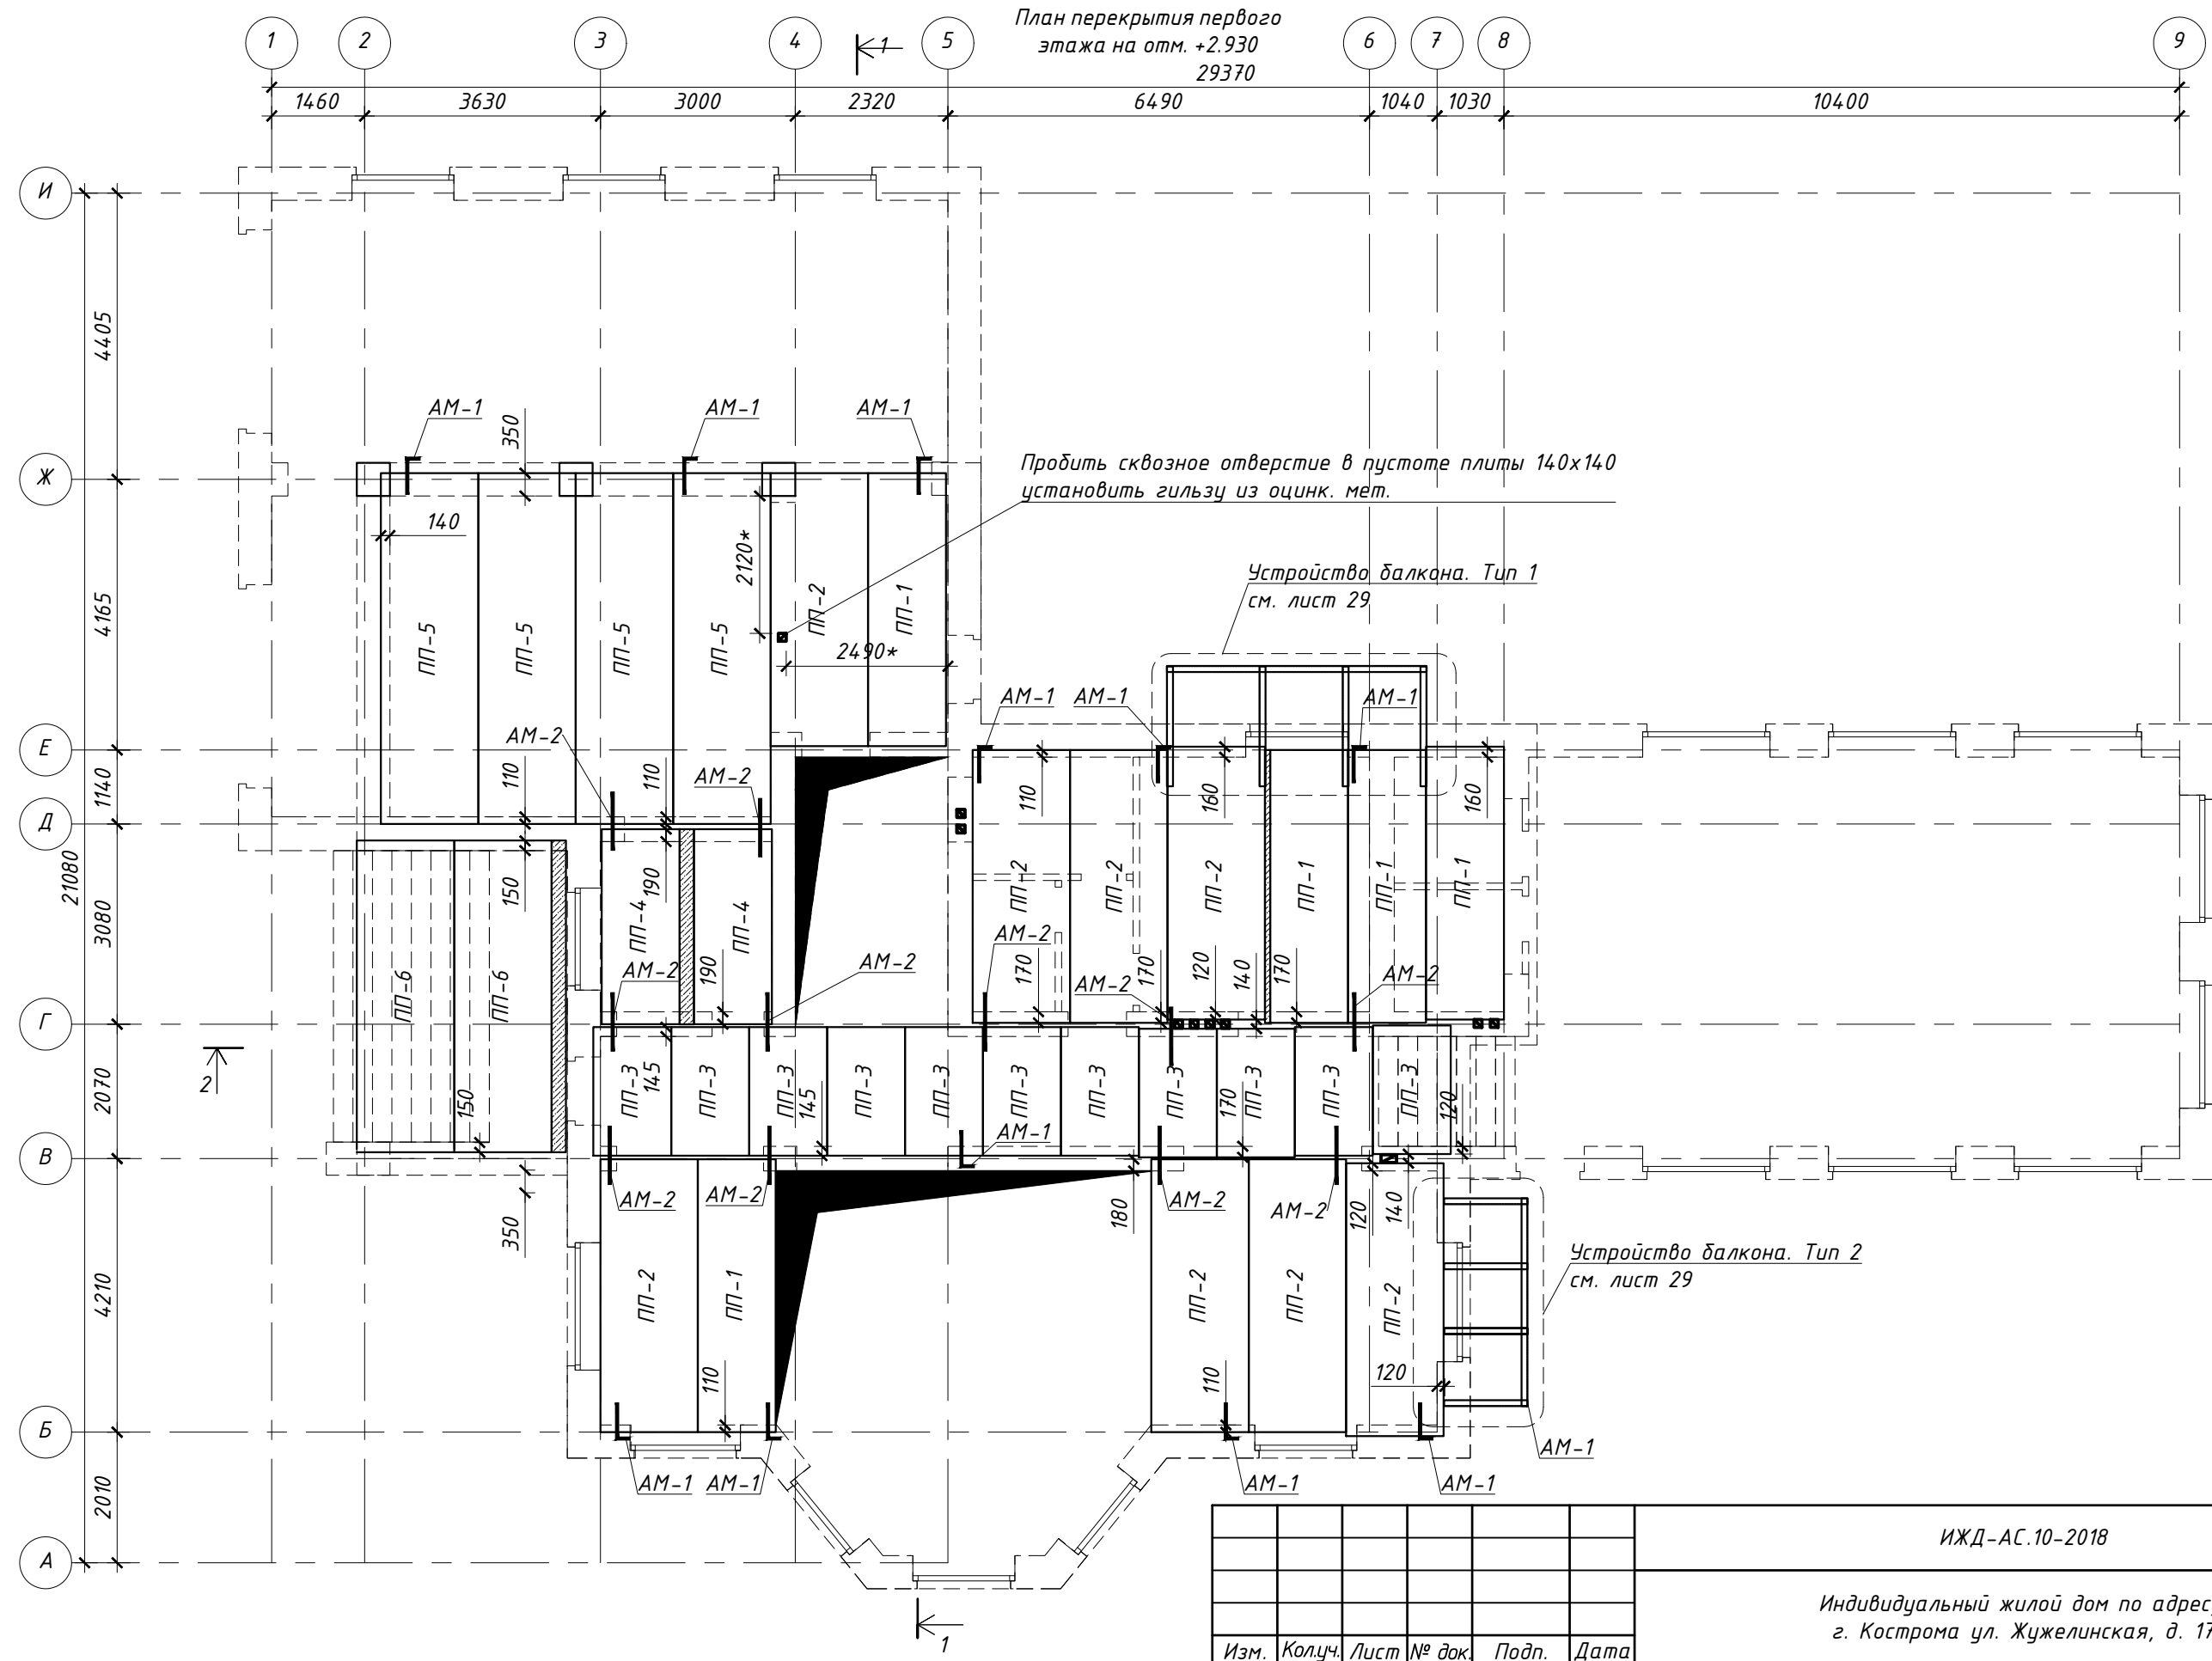 План перекрытия первого
этажа на отм. +2.930
1 2 3 4 5 6 7 8 9
1
29370
1460 3630 3000 2320 6490 1040 1030 10400
И
4405
АМ-1 АМ-1 АМ-1
350
Ж
Пробить сквозное отверстие в пустоте плиты 140х140
установить гильзу из оцинк. мет.
140
2120*
Устройство балкона. Тип 1
см. лист 29
4165
ПП-5 ПП-5 ПП-5 ПП-5 ПП-2 ПП-1
2490*
АМ-1 АМ-1 АМ-1
Е
АМ-2
АМ-2
1140
110 110 110 160 160
Д
21080
3080
150 190
ПП-4 ПП-4 ПП-2 ПП-2 ПП-2 ПП-1 ПП-1 ПП-1
АМ-2
АМ-2 АМ-2 АМ-2
АМ-2
ПП-6 ПП-6
190 170 170 120 140 170
Г
2
2070
ПП-3 ПП-3 ПП-3 ПП-3 ПП-3 ПП-3 ПП-3 ПП-3 ПП-3 ПП-3 ПП-3
145 145 170 120
150
АМ-1
В
АМ-2 АМ-2 АМ-2 АМ-2
350
180 120 140
Устройство балкона. Тип 2
см. лист 29
4210
ПП-2 ПП-1 ПП-2 ПП-2 ПП-2
110 110 120
Б
АМ-1
АМ-1 АМ-1 АМ-1 АМ-1
2010
А
1
ИЖД-АС.10-2018
Индивидуальный жилой дом по адрес
г. Кострома ул. Жужелинская, д. 17
Изм. Кол.уч. Лист № док. Подп. Дата